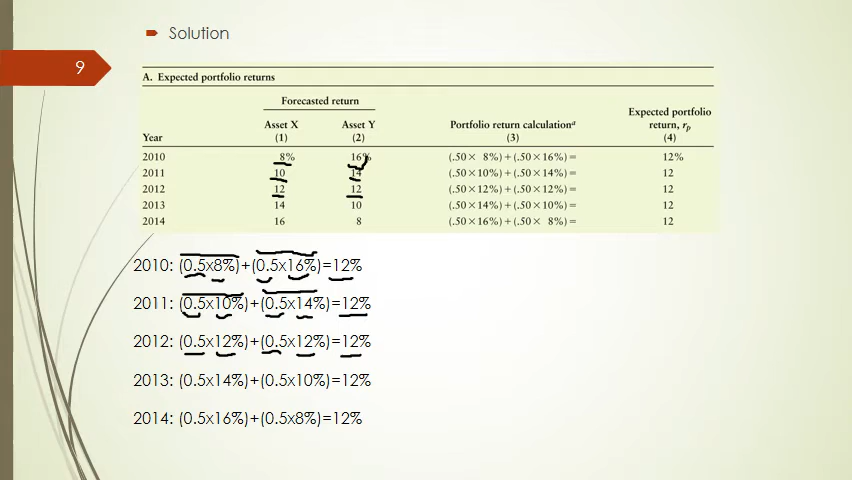 Solution
9
A. Expected portfolio returns
Forecasted return
Asset X Asset Y Portfolio return calculationᵃ Expected portfolio return, rₚ
Year (1) (2) (3) (4)
2010 8% 16% (.50 × 8%) + (.50 × 16%) = 12%
2011 10 14 (.50 × 10%) + (.50 × 14%) = 12
2012 12 12 (.50 × 12%) + (.50 × 12%) = 12
2013 14 10 (.50 × 14%) + (.50 × 10%) = 12
2014 16 8 (.50 × 16%) + (.50 × 8%) = 12
2010: (0.5x8%)+(0.5x16%)=12%
2011: (0.5x10%)+(0.5x14%)=12%
2012: (0.5x12%)+(0.5x12%)=12%
2013: (0.5x14%)+(0.5x10%)=12%
2014: (0.5x16%)+(0.5x8%)=12%